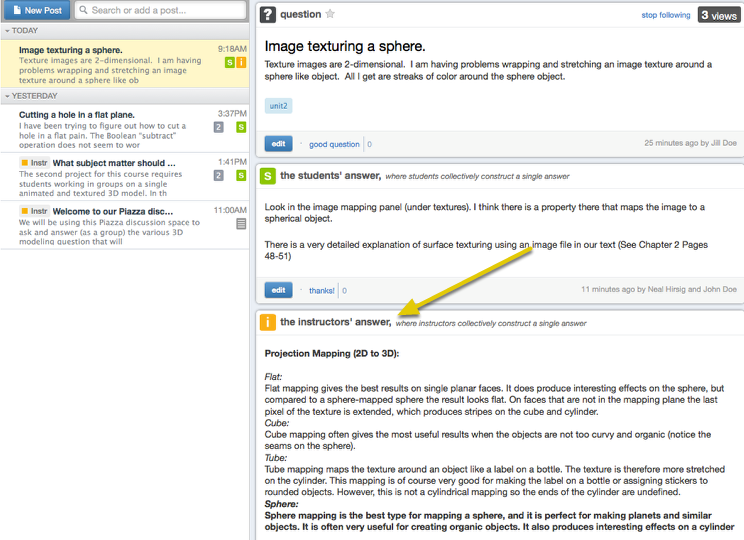 New Post
Search or add a post...
TODAY
Image texturing a sphere. 9:18AM
Texture images are 2-dimensional. I am having
problems wrapping and stretching an image
texture around a sphere like ob
S i
YESTERDAY
Cutting a hole in a flat plane. 3:37PM
I have been trying to figure out how to cut a
hole in a flat pain. The Boolean "subtract"
operation does not seem to wor
2 S
Instr What subject matter should ... 1:41PM
The second project for this course requires
students working in groups on a single
animated and textured 3D model. In th
2 S
Instr Welcome to our Piazza disc... 11:00AM
We will be using this Piazza discussion space to
ask and answer (as a group) the various 3D
modeling question that will
? question stop following 3 views
Image texturing a sphere.
Texture images are 2-dimensional. I am having problems wrapping and stretching an image texture around a
sphere like object. All I get are streaks of color around the sphere object.
unit2
edit · good question 0 25 minutes ago by Jill Doe
S the students' answer, where students collectively construct a single answer
Look in the image mapping panel (under textures). I think there is a property there that maps the image to a
spherical object.
There is a very detailed explanation of surface texturing using an image file in our text (See Chapter 2 Pages
48-51)
edit · thanks! 0 11 minutes ago by Neal Hirsig and John Doe
i the instructors' answer, where instructors collectively construct a single answer
Projection Mapping (2D to 3D):
Flat:
Flat mapping gives the best results on single planar faces. It does produce interesting effects on the sphere, but
compared to a sphere-mapped sphere the result looks flat. On faces that are not in the mapping plane the last
pixel of the texture is extended, which produces stripes on the cube and cylinder.
Cube:
Cube mapping often gives the most useful results when the objects are not too curvy and organic (notice the
seams on the sphere).
Tube:
Tube mapping maps the texture around an object like a label on a bottle. The texture is therefore more stretched
on the cylinder. This mapping is of course very good for making the label on a bottle or assigning stickers to
rounded objects. However, this is not a cylindrical mapping so the ends of the cylinder are undefined.
Sphere:
Sphere mapping is the best type for mapping a sphere, and it is perfect for making planets and similar
objects. It is often very useful for creating organic objects. It also produces interesting effects on a cylinder